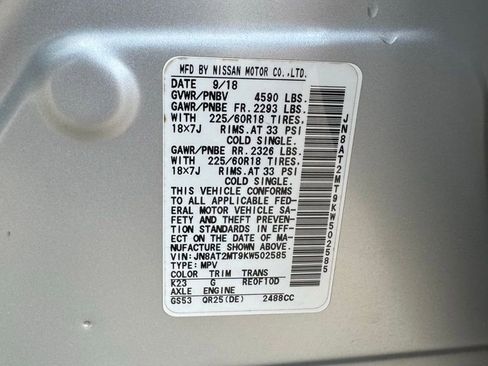 MFD BY NISSAN MOTOR CO.,LTD.
DATE 9/18
GVWR/PNBV 4590 LBS.
GAWR/PNBE FR. 2293 LBS.
WITH 225/60R18 TIRES.
18×7J RIMS. AT 33 PSI
COLD SINGLE.
GAWR/PNBE RR. 2326 LBS.
WITH 225/60R18 TIRES.
18×7J RIMS. AT 33 PSI
COLD SINGLE.
THIS VEHICLE CONFORMS
TO ALL APPLICABLE FED-
ERAL MOTOR VEHICLE SA-
FETY AND THEFT PREVEN-
TION STANDARDS IN EFF-
ECT ON THE DATE OF MA-
NUFACTURE SHOWN ABOVE.
VIN: JN8AT2MT9KW502585
TYPE: MPV
COLOR TRIM TRANS
K23 G RE0F10D
AXLE ENGINE
GS53 QR25(DE) 2488CC
JN8AT2MT9KW502585